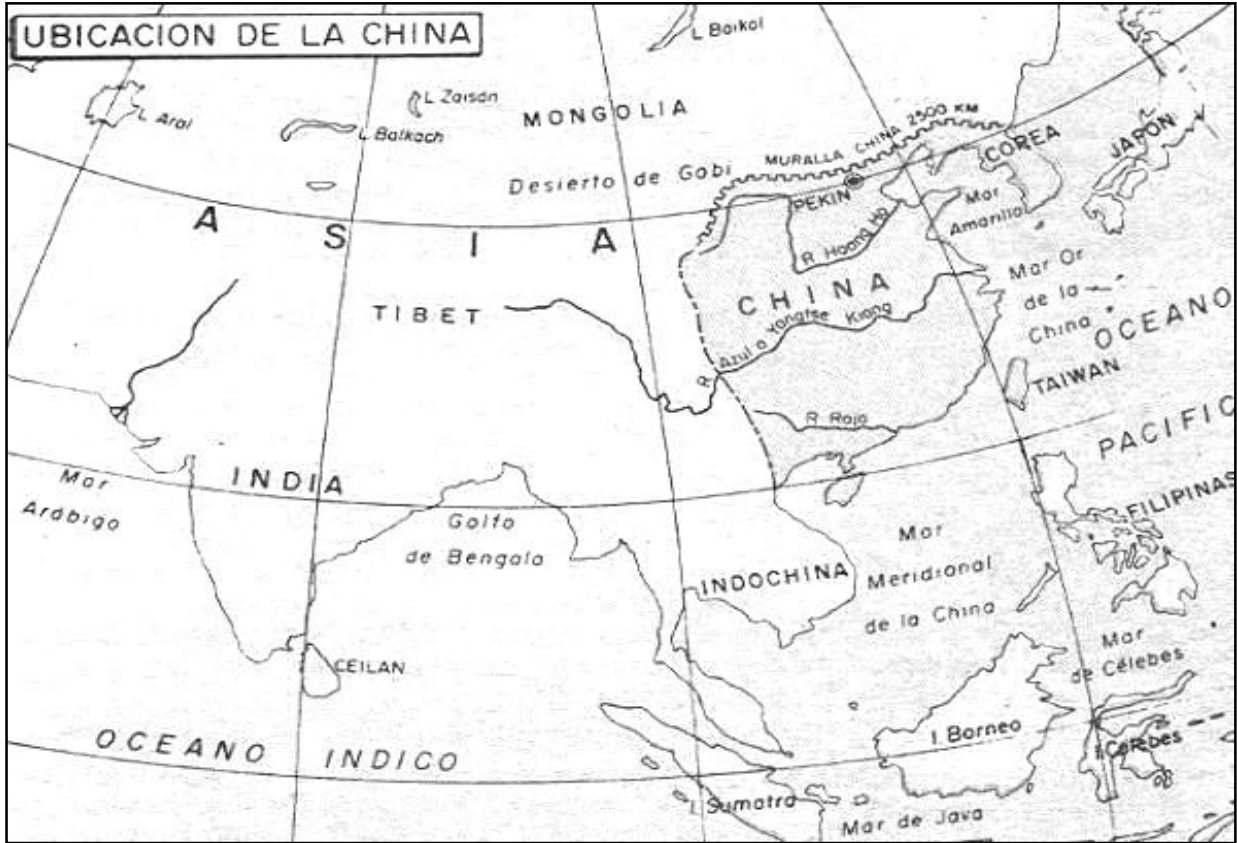 UBICACION DE LA CHINA
L Baikal
L. Aral
L Zaisán
L. Balkach
MONGOLIA
MURALLA CHINA 2500 KM
COREA
JAPON
Desierto de Gobi
PEKIN
Mar
Amarillo
A S I A
R Hoang Ho
CHINA
Mar Or
de la
China
OCEANO
PACIFIC
TIBET
R Azul o Yangtse Kiang
TAIWAN
R Rojo
INDIA
Mar
Arábigo
Golfo
de Bengala
FILIPINAS
INDOCHINA
Mar
Meridional
de la China
CEILAN
Mar
de Célebes
OCEANO INDICO
I. Borneo
I Celebes
I Sumatra
Mar de Java